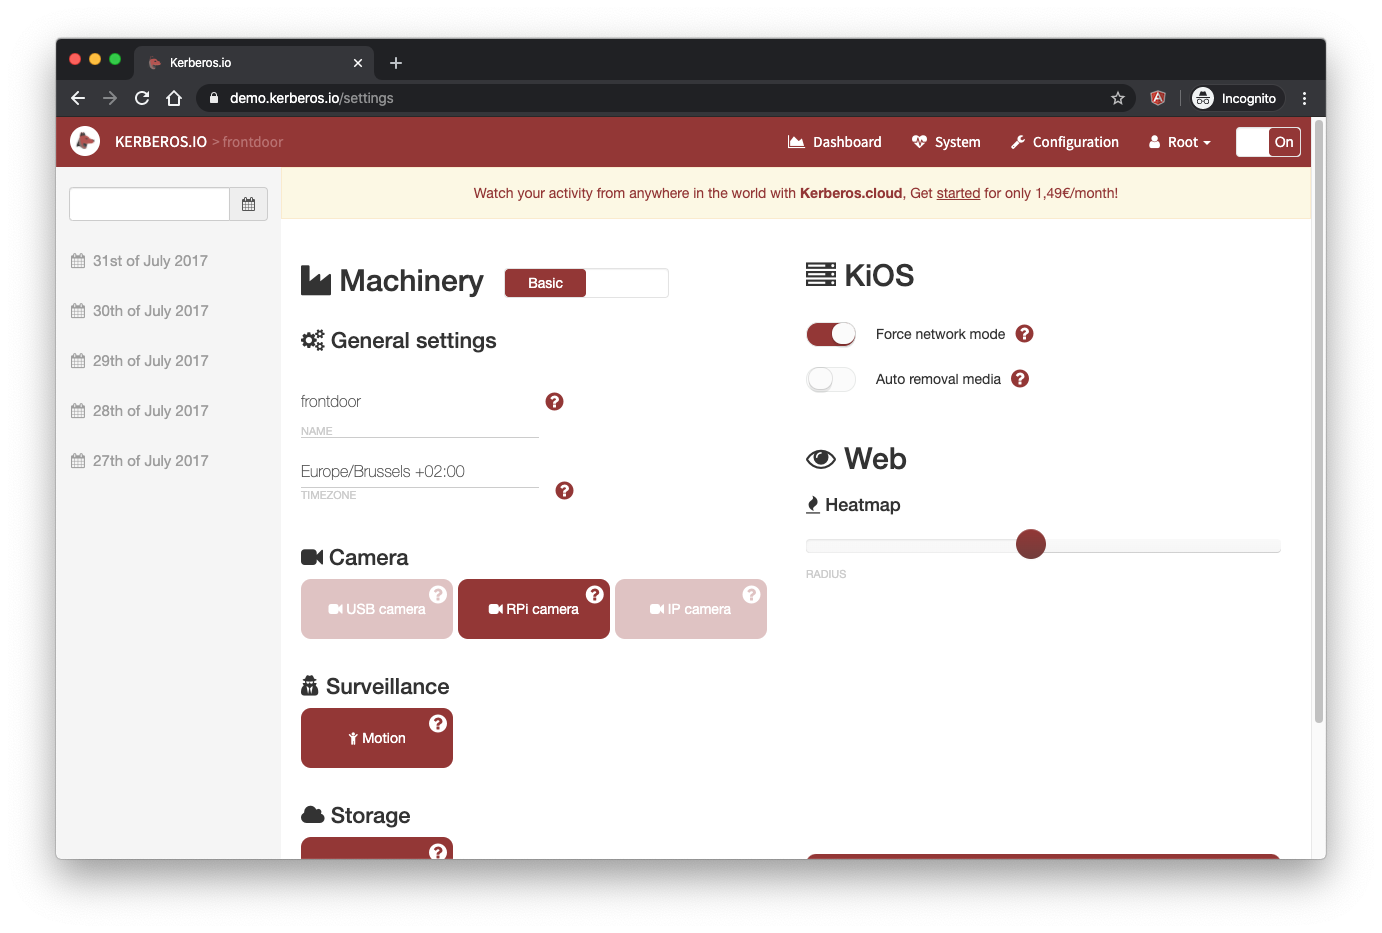 Kerberos.io
demo.kerberos.io/settings
Incognito
KERBEROS.IO > frontdoor
Dashboard
System
Configuration
Root
On
Watch your activity from anywhere in the world with Kerberos.cloud, Get started for only 1,49€/month!
31st of July 2017
30th of July 2017
29th of July 2017
28th of July 2017
27th of July 2017
Machinery
Basic
General settings
frontdoor
?
NAME
Europe/Brussels +02:00
?
TIMEZONE
Camera
USB camera
?
RPi camera
?
IP camera
?
Surveillance
Motion
?
Storage
?
KiOS
Force network mode
?
Auto removal media
?
Web
Heatmap
RADIUS